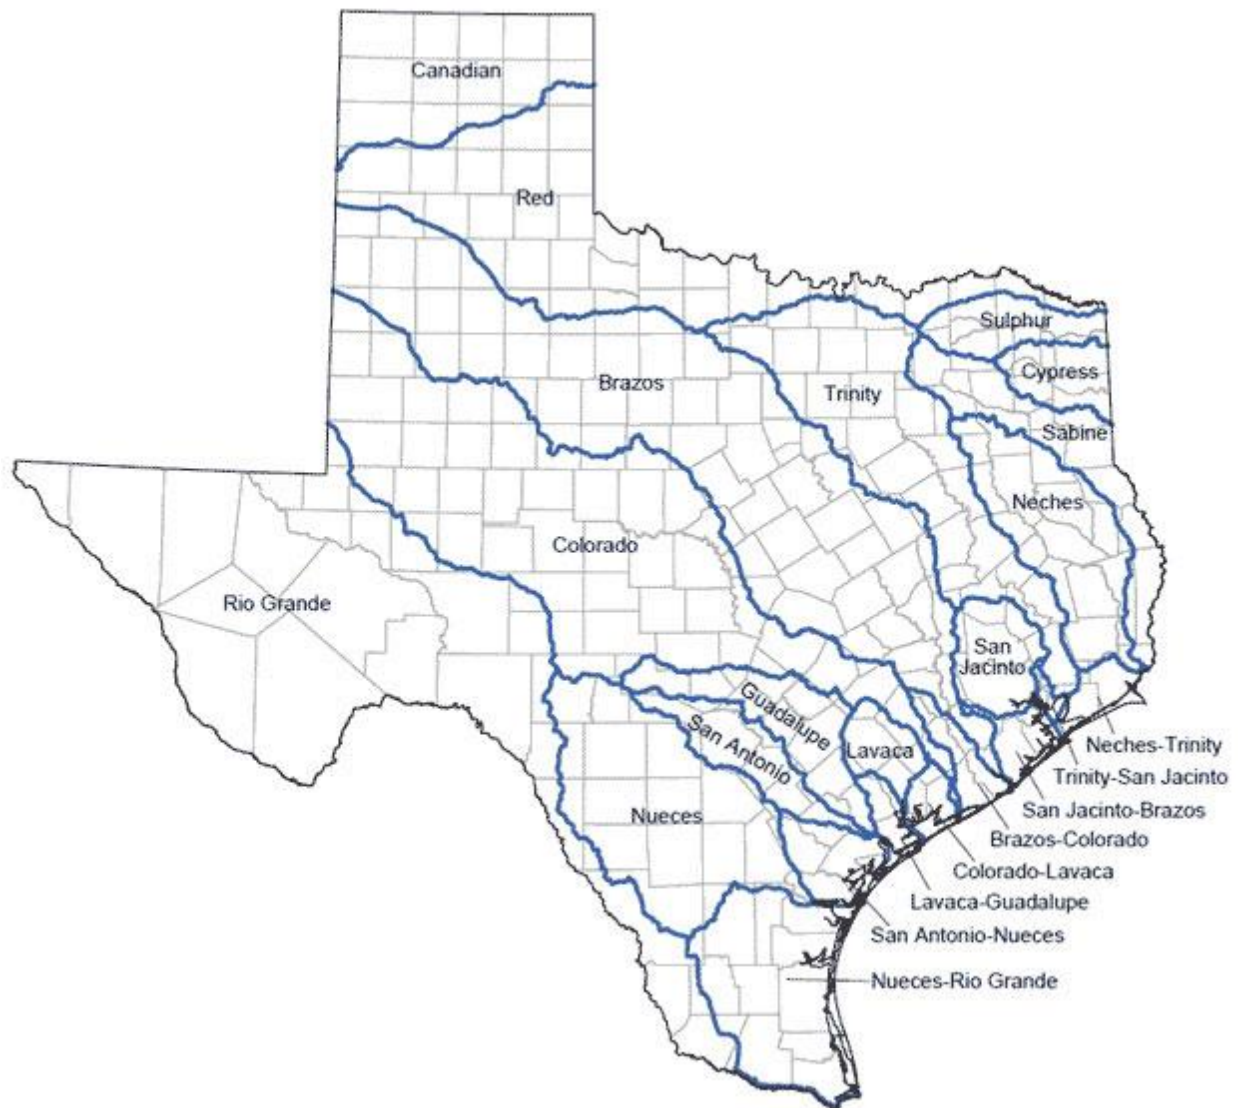 Canadian
Red
Sulphur
Cypress
Brazos
Trinity
Sabine
Neches
Colorado
Rio Grande
San
Jacinto
Guadalupe
San Antonio
Lavaca
Neches-Trinity
Trinity-San Jacinto
San Jacinto-Brazos
Nueces
Brazos-Colorado
Colorado-Lavaca
Lavaca-Guadalupe
San Antonio-Nueces
Nueces-Rio Grande